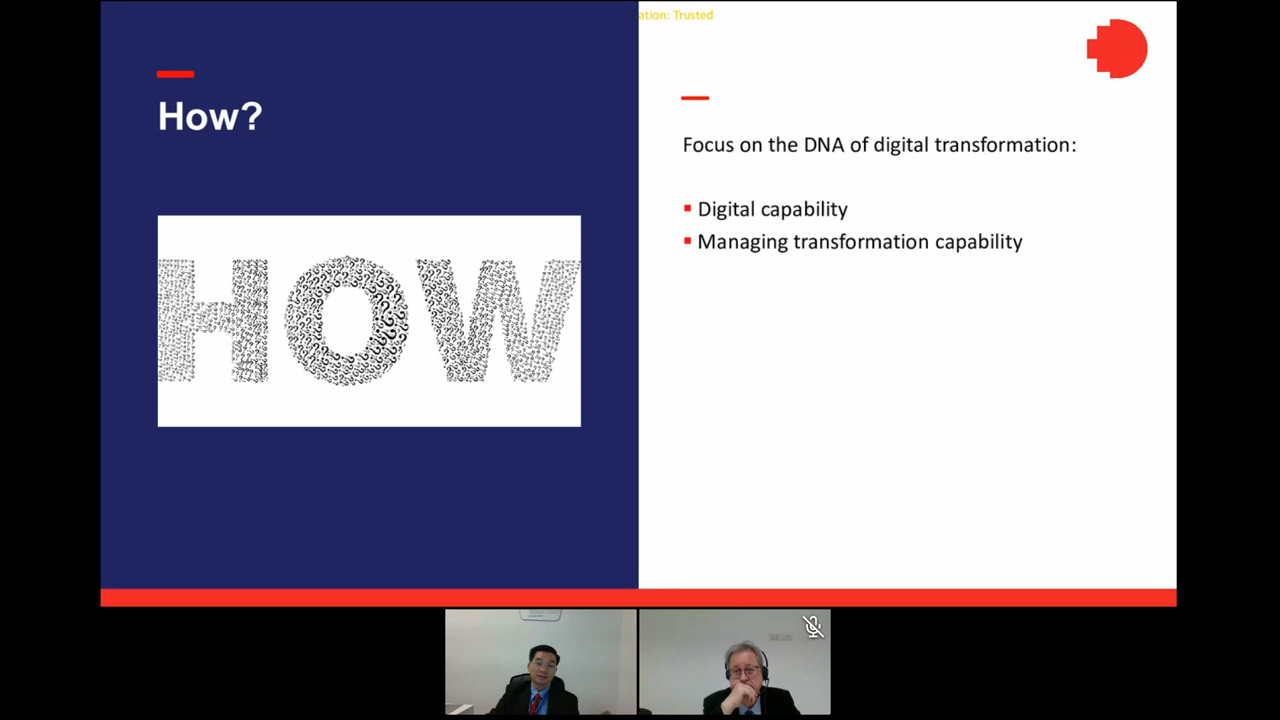 ation: Trusted
How?
HOW
Focus on the DNA of digital transformation:
Digital capability
Managing transformation capability